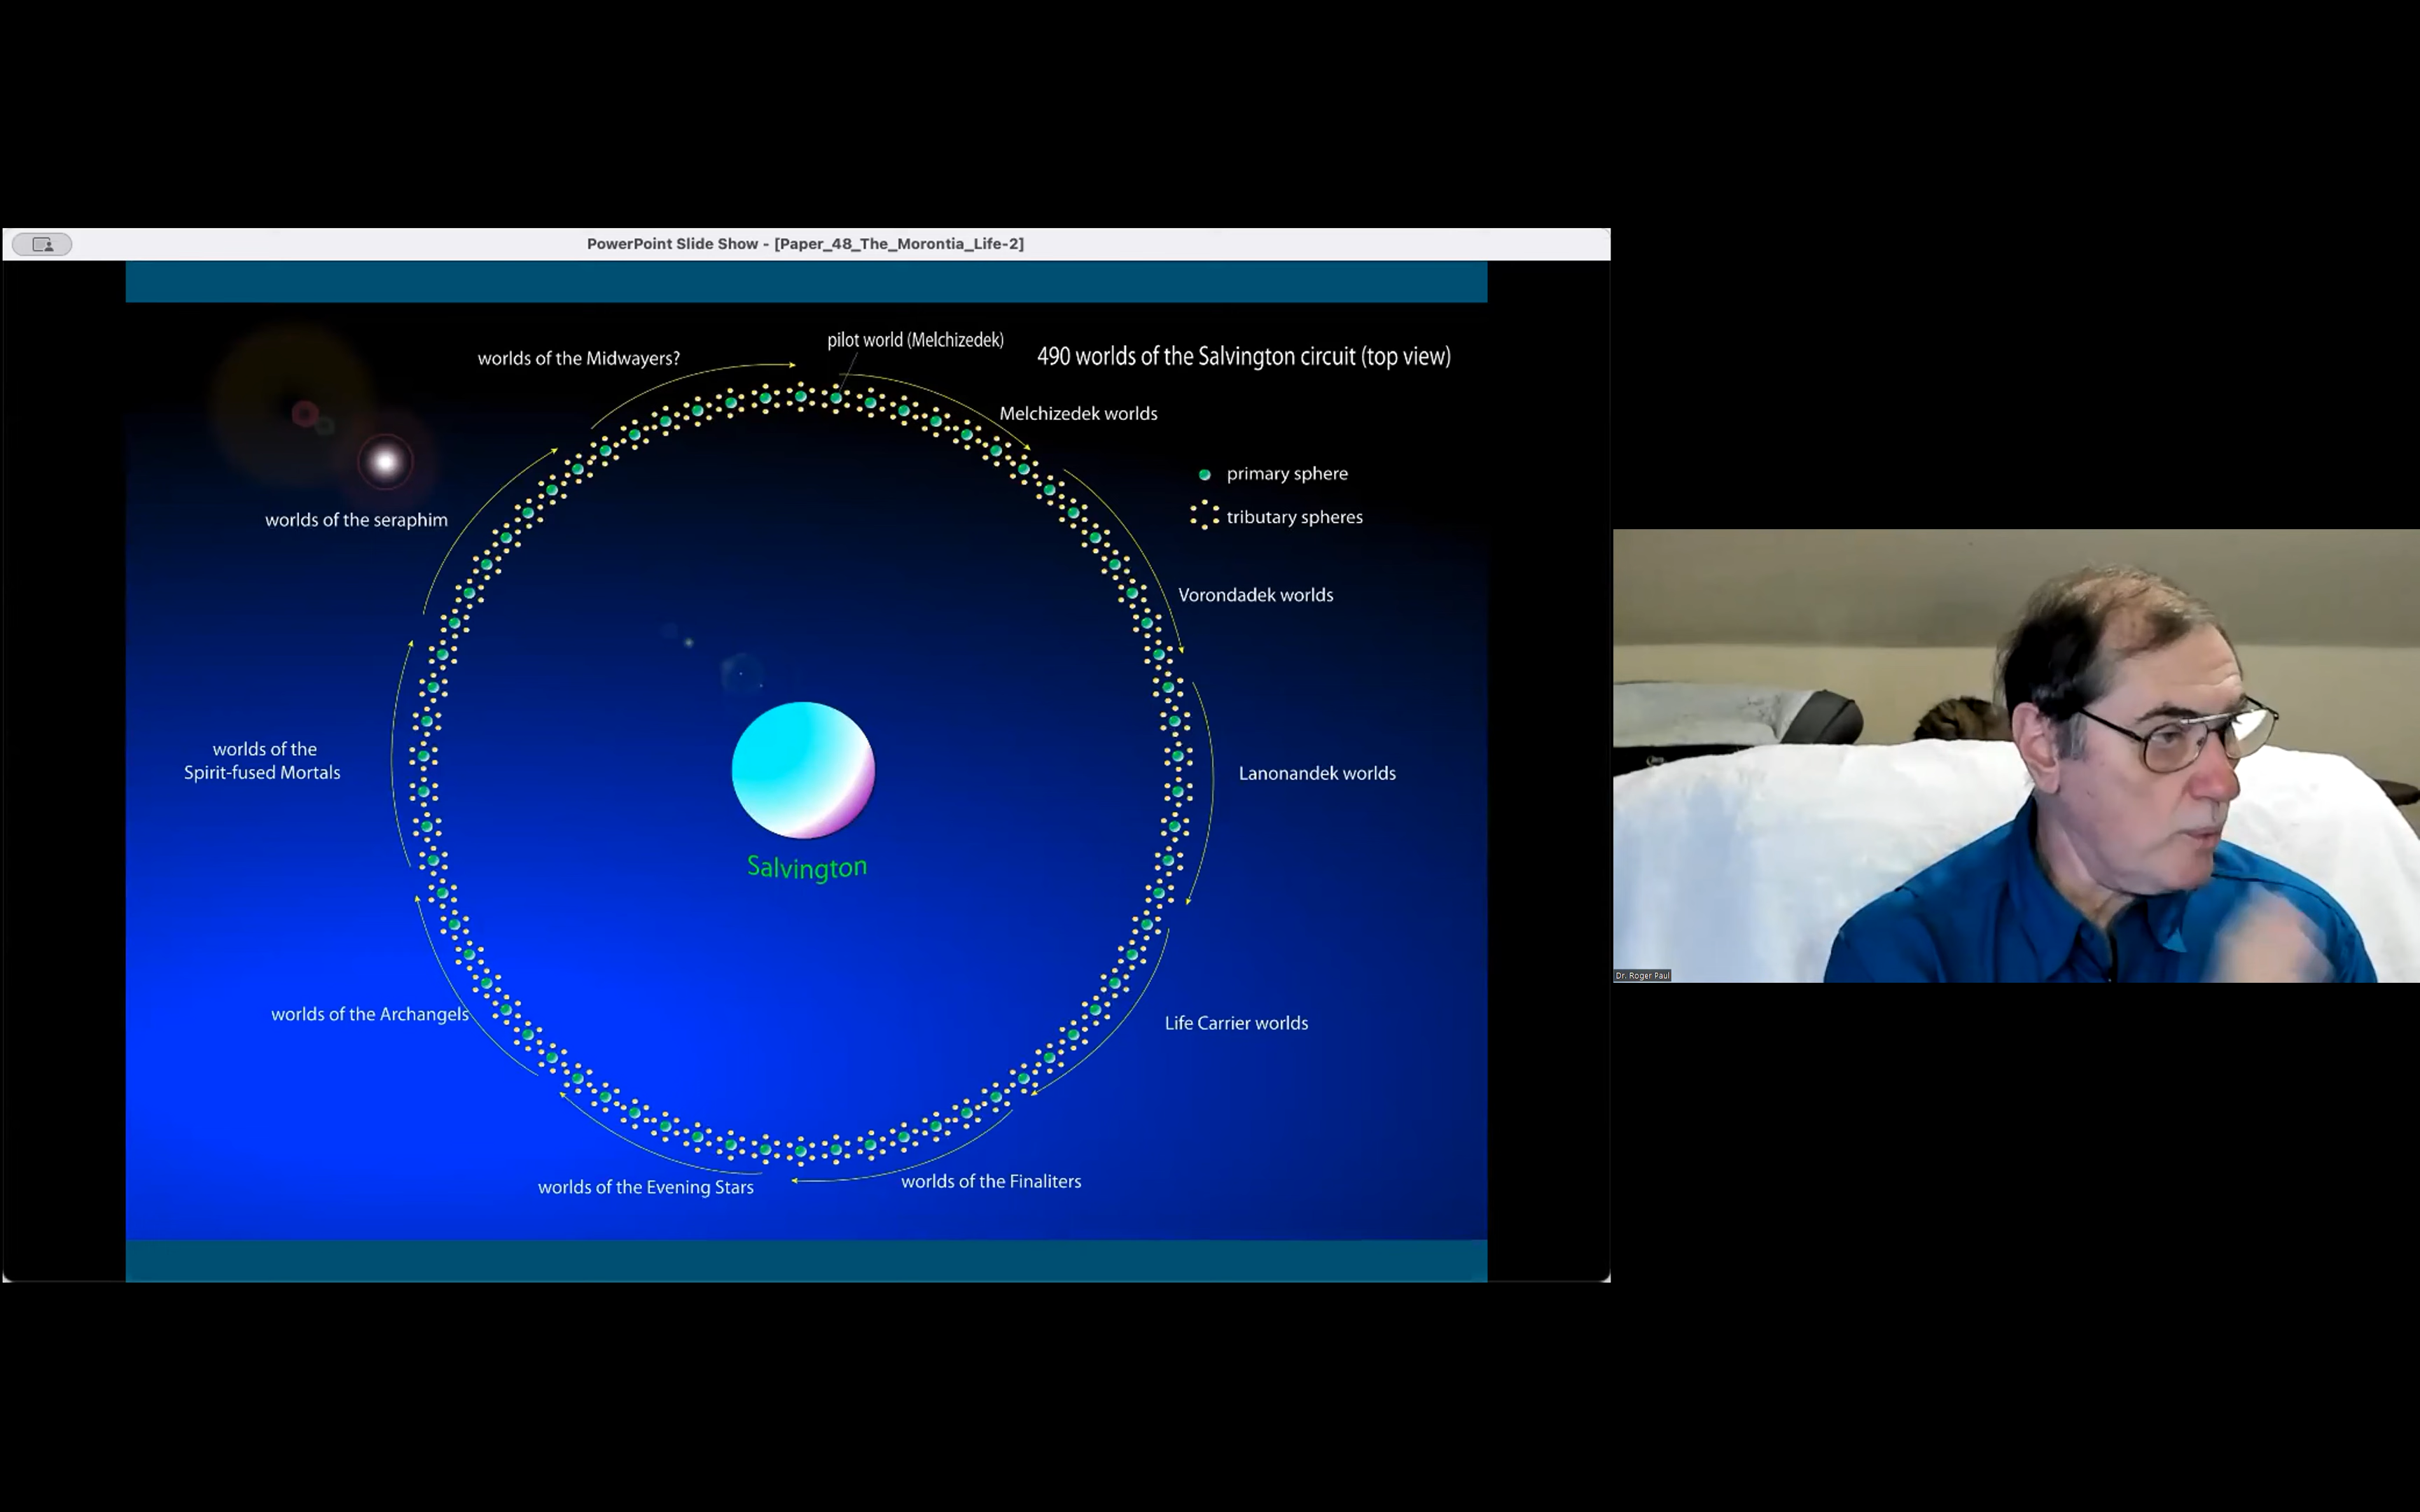 PowerPoint Slide Show - [Paper_48_The_Morontia_Life-2]
pilot world (Melchizedek)
490 worlds of the Salvington circuit (top view)
worlds of the Midwayers?
Melchizedek worlds
primary sphere
tributary spheres
worlds of the seraphim
Vorondadek worlds
worlds of the
Spirit-fused Mortals
Lanonandek worlds
Salvington
worlds of the Archangels
Life Carrier worlds
worlds of the Evening Stars
worlds of the Finaliters
Dr. Roger Paul